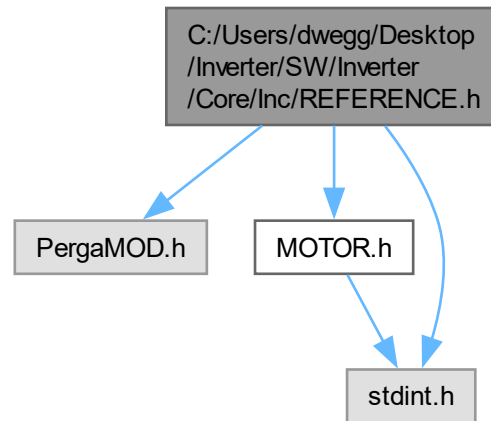 C:/Users/dwegg/Desktop
/Inverter/SW/Inverter
/Core/Inc/REFERENCE.h
PergaMOD.h
MOTOR.h
stdint.h